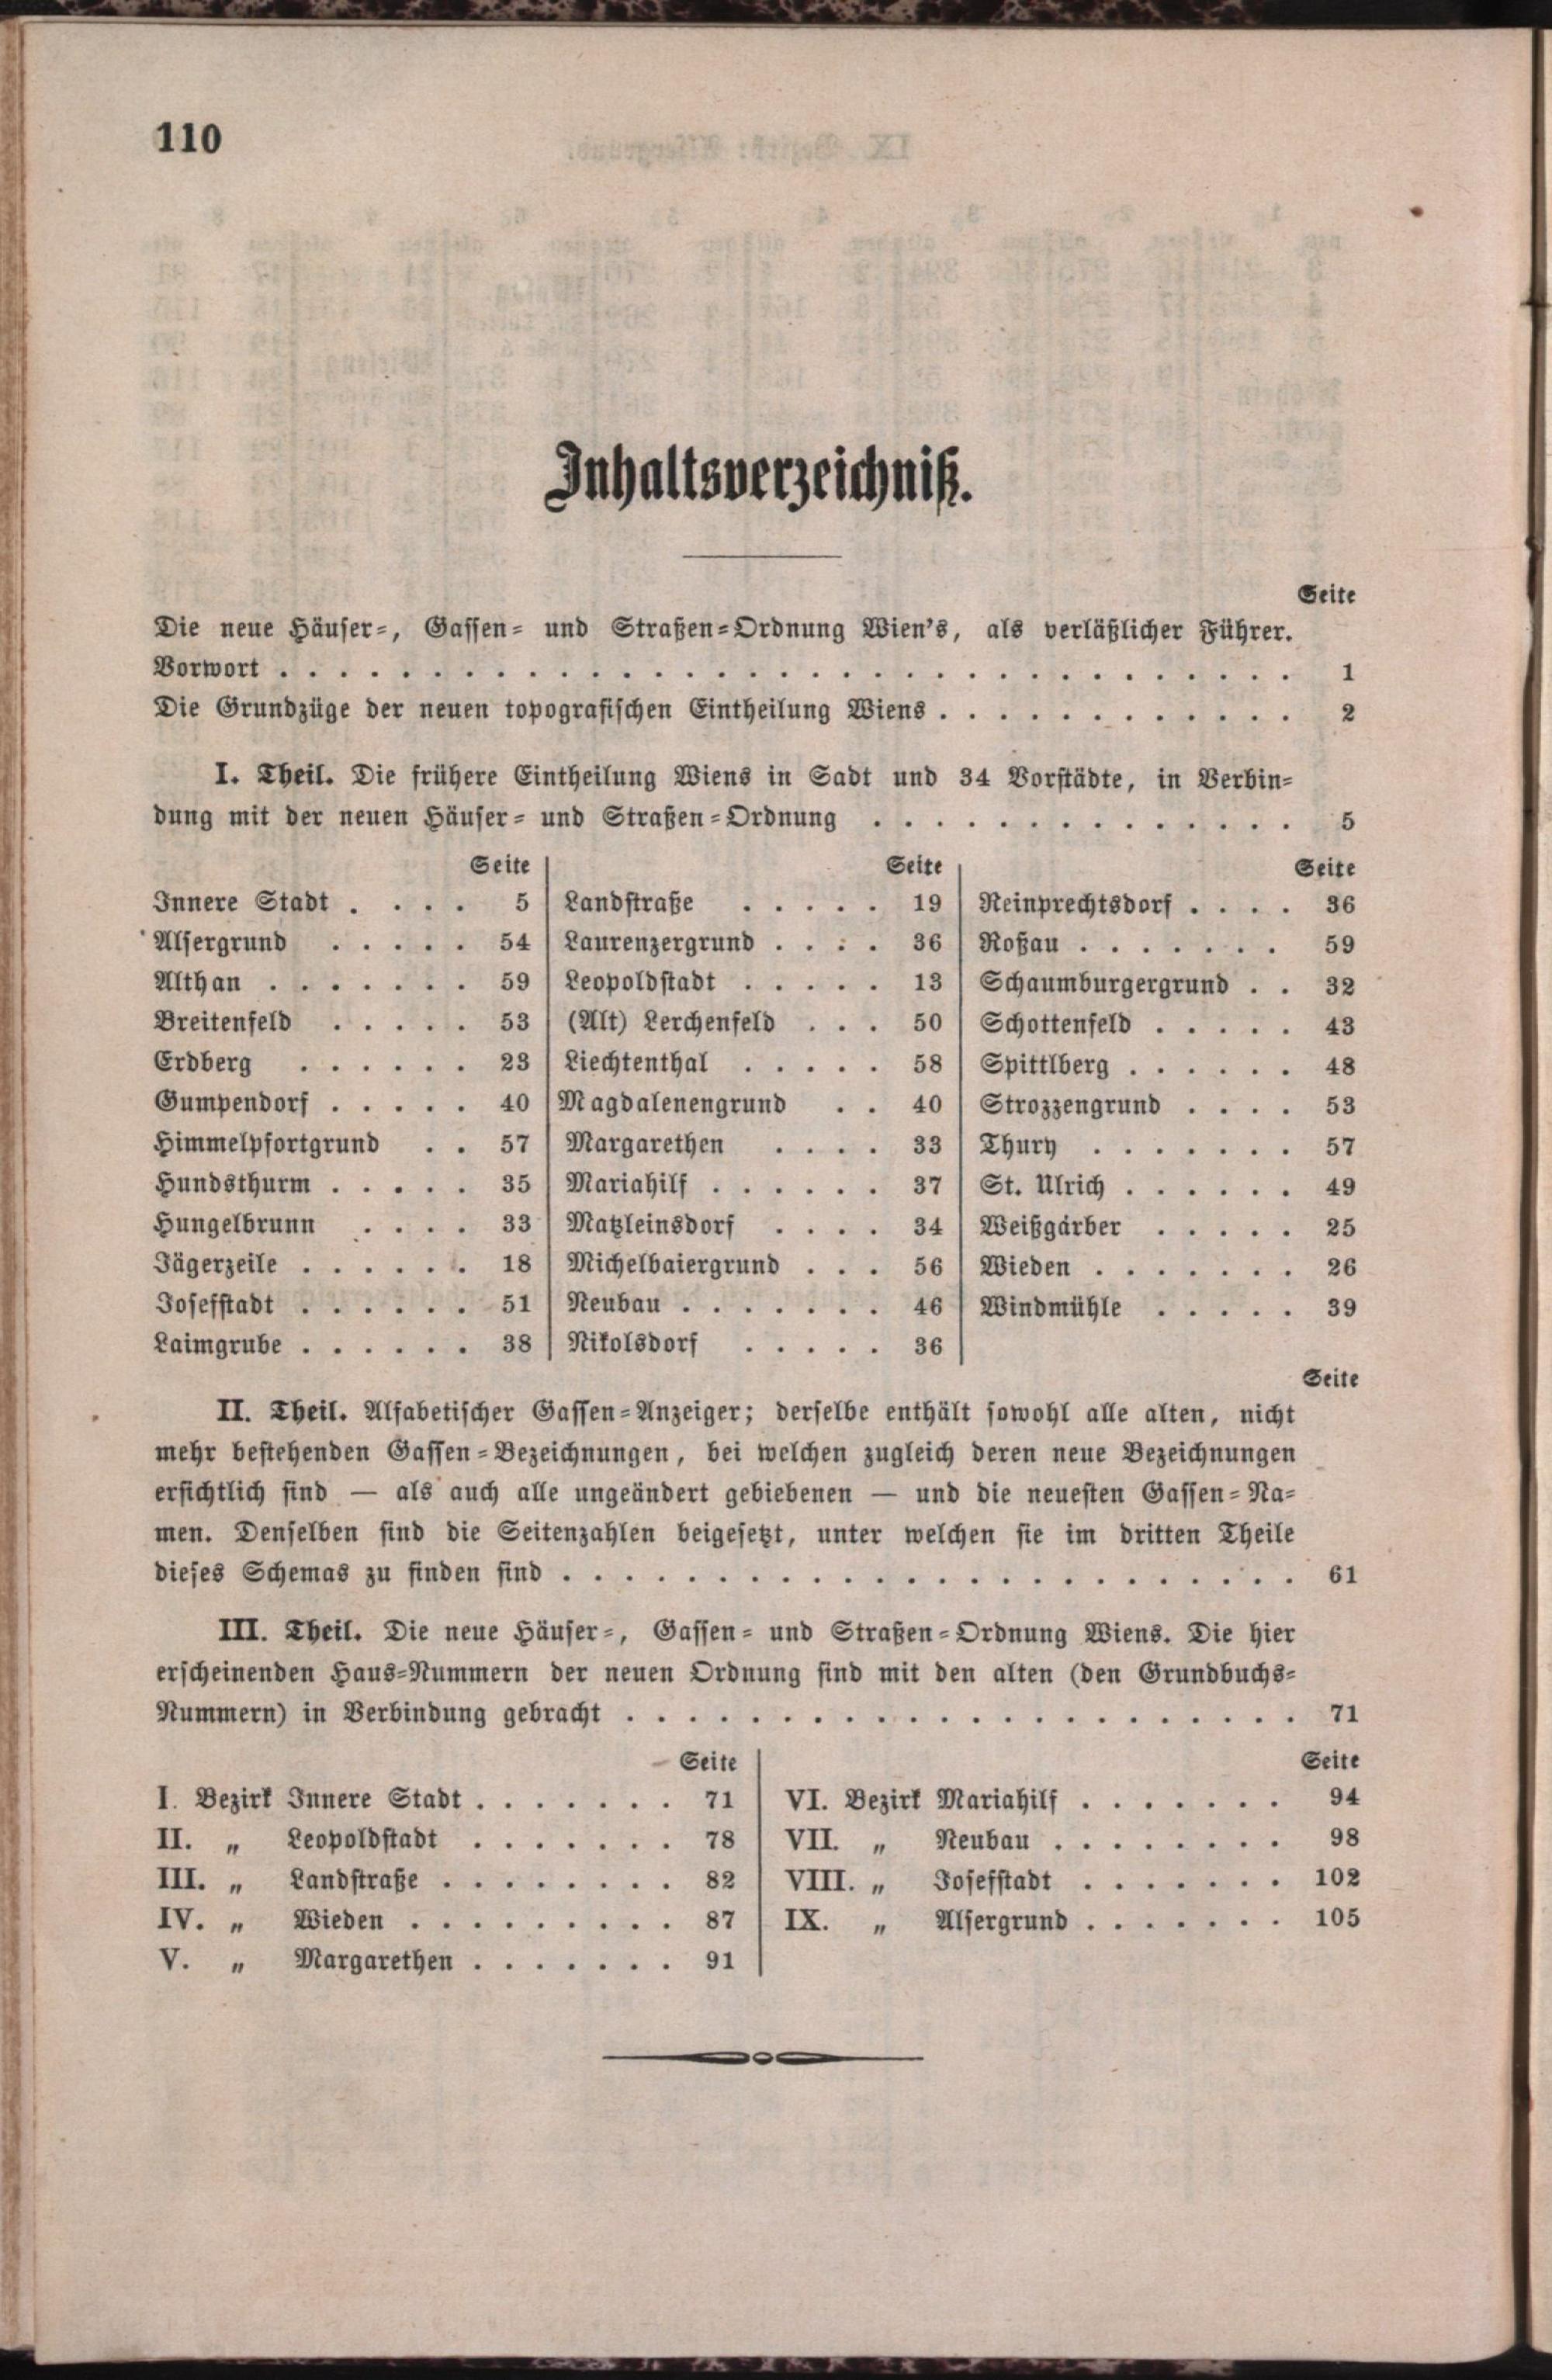 110
Inhaltsverzeichniß.
Seite
Die neue Häuser-, Gassen- und Straßen-Ordnung Wien's, als verläßlicher Führer.
Vorwort . . . . . . . . . . 1
Die Grundzüge der neuen topografischen Eintheilung Wiens . . . . . . . . . . 2
I. Theil. Die frühere Eintheilung Wiens in Sadt und 34 Vorstädte, in Verbin-
dung mit der neuen Häuser- und Straßen-Ordnung . . . . . . . . . . 5
Seite
Innere Stadt . . . . 5
Alsergrund . . . . . 54
Althan . . . . . . . 59
Breitenfeld . . . . . 53
Erdberg . . . . . . 23
Gumpendorf . . . . . 40
Himmelpfortgrund . . 57
Hundsthurm . . . . . 35
Hungelbrunn . . . . 33
Jägerzeile . . . . . . 18
Josefstadt . . . . . . 51
Laimgrube . . . . . . 38
Seite
Landstraße . . . . . 19
Laurenzergrund . . . . 36
Leopoldstadt . . . . . 13
(Alt) Lerchenfeld . . . 50
Liechtenthal . . . . . 58
Magdalenengrund . . 40
Margarethen . . . . 33
Mariahilf . . . . . . 37
Matzleinsdorf . . . . 34
Michelbaiergrund . . . 56
Neubau . . . . . . . 46
Nikolsdorf . . . . . 36
Seite
Reinprechtsdorf . . . . 36
Roßau . . . . . . . 59
Schaumburgergrund . . 32
Schottenfeld . . . . . 43
Spittlberg . . . . . . 48
Strozzengrund . . . . 53
Thury . . . . . . . 57
St. Ulrich . . . . . . 49
Weißgärber . . . . . 25
Wieden . . . . . . . 26
Windmühle . . . . . 39
Seite
II. Theil. Alfabetischer Gassen-Anzeiger; derselbe enthält sowohl alle alten, nicht
mehr bestehenden Gassen-Bezeichnungen, bei welchen zugleich deren neue Bezeichnungen
ersichtlich sind — als auch alle ungeändert gebiebenen — und die neuesten Gassen-Na-
men. Denselben sind die Seitenzahlen beigesetzt, unter welchen sie im dritten Theile
dieses Schemas zu finden sind . . . . . . . . . . 61
III. Theil. Die neue Häuser-, Gassen- und Straßen-Ordnung Wiens. Die hier
erscheinenden Haus-Nummern der neuen Ordnung sind mit den alten (den Grundbuchs-
Nummern) in Verbindung gebracht . . . . . . . . . . 71
Seite
I. Bezirk Innere Stadt . . . . . . . 71
II. „ Leopoldstadt . . . . . . . 78
III. „ Landstraße . . . . . . . . 82
IV. „ Wieden . . . . . . . . . 87
V. „ Margarethen . . . . . . . 91
Seite
VI. Bezirk Mariahilf . . . . . . . 94
VII. „ Neubau . . . . . . . . 98
VIII. „ Josefstadt . . . . . . . 102
IX. „ Alsergrund . . . . . . . 105